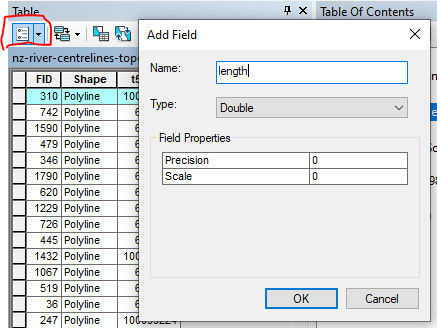 Table
Table Of Contents
Add Field
nz-river-centrelines-top
Name: length
Type: Double
Field Properties
Precision 0
Scale 0
OK Cancel
FID Shape t5
310 Polyline 100
742 Polyline 6
1590 Polyline 6
479 Polyline 6
346 Polyline 6
1790 Polyline 6
620 Polyline 6
1229 Polyline 6
726 Polyline 6
445 Polyline 6
1432 Polyline 100
1067 Polyline 6
519 Polyline 6
36 Polyline 6
247 Polyline